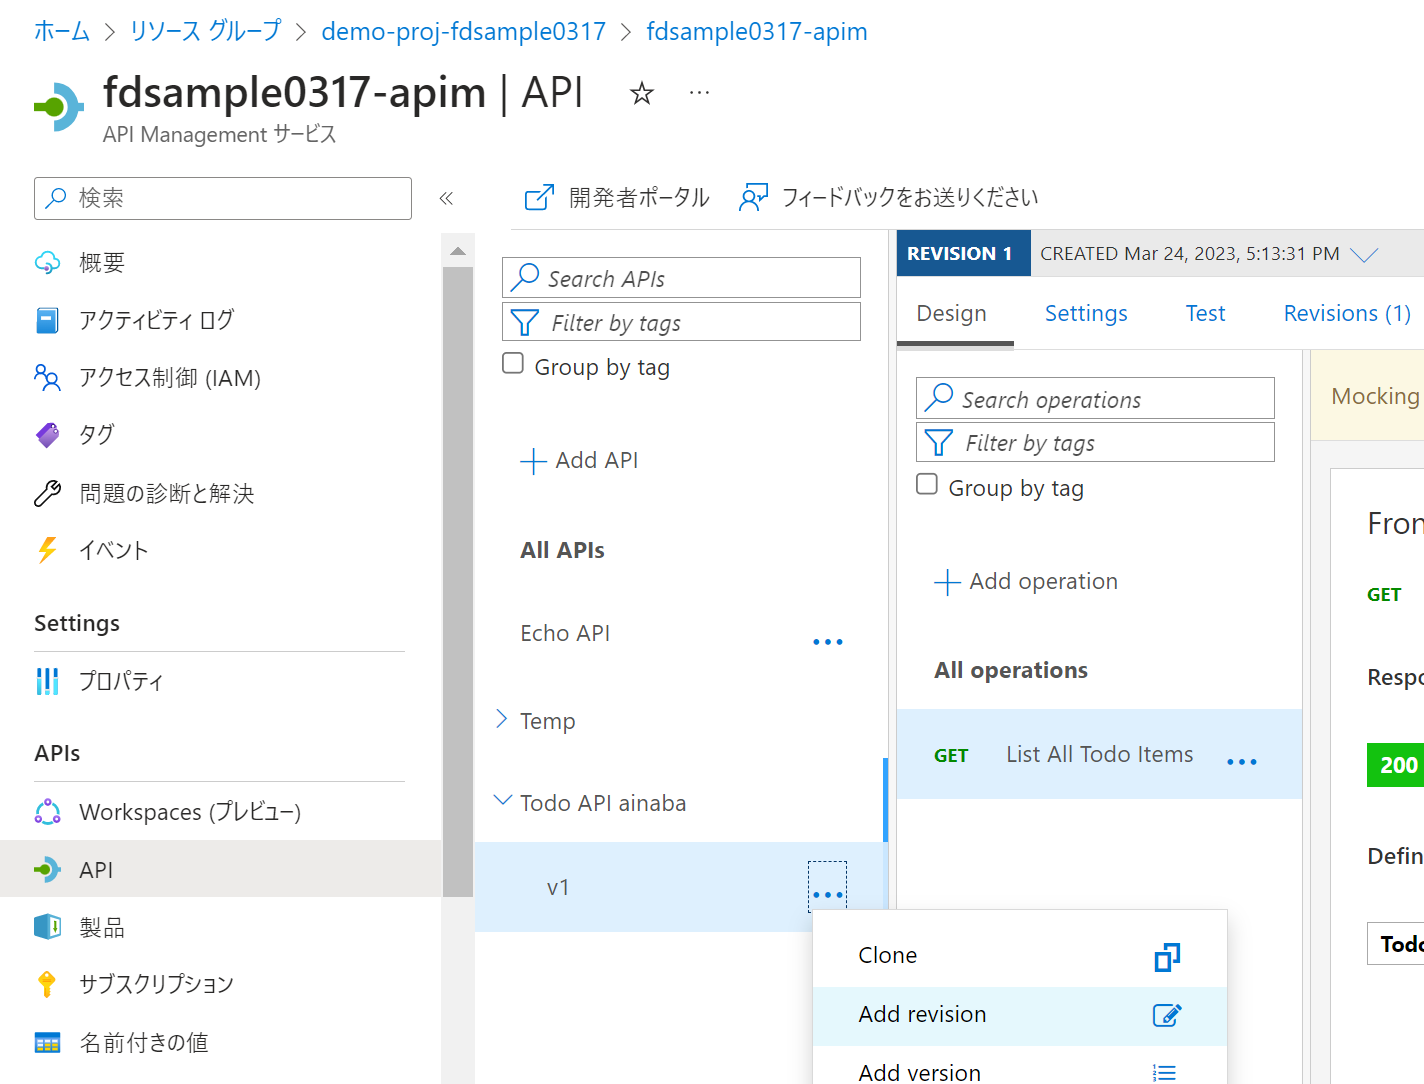 ホーム > リソース グループ > demo-proj-fdsample0317 > fdsample0317-apim
fdsample0317-apim | API
API Management サービス
検索
開発者ポータル
フィードバックをお送りください
概要
アクティビティ ログ
アクセス制御 (IAM)
タグ
問題の診断と解決
イベント
Settings
プロパティ
APIs
Workspaces (プレビュー)
API
製品
サブスクリプション
名前付きの値
Search APIs
Filter by tags
Group by tag
Add API
All APIs
Echo API
Temp
Todo API ainaba
v1
REVISION 1 CREATED Mar 24, 2023, 5:13:31 PM
Design Settings Test Revisions (1)
Search operations
Filter by tags
Group by tag
Add operation
All operations
GET List All Todo Items
Clone
Add revision
Add version
Mocking
Fron
GET
Respo
200
Defin
Todo